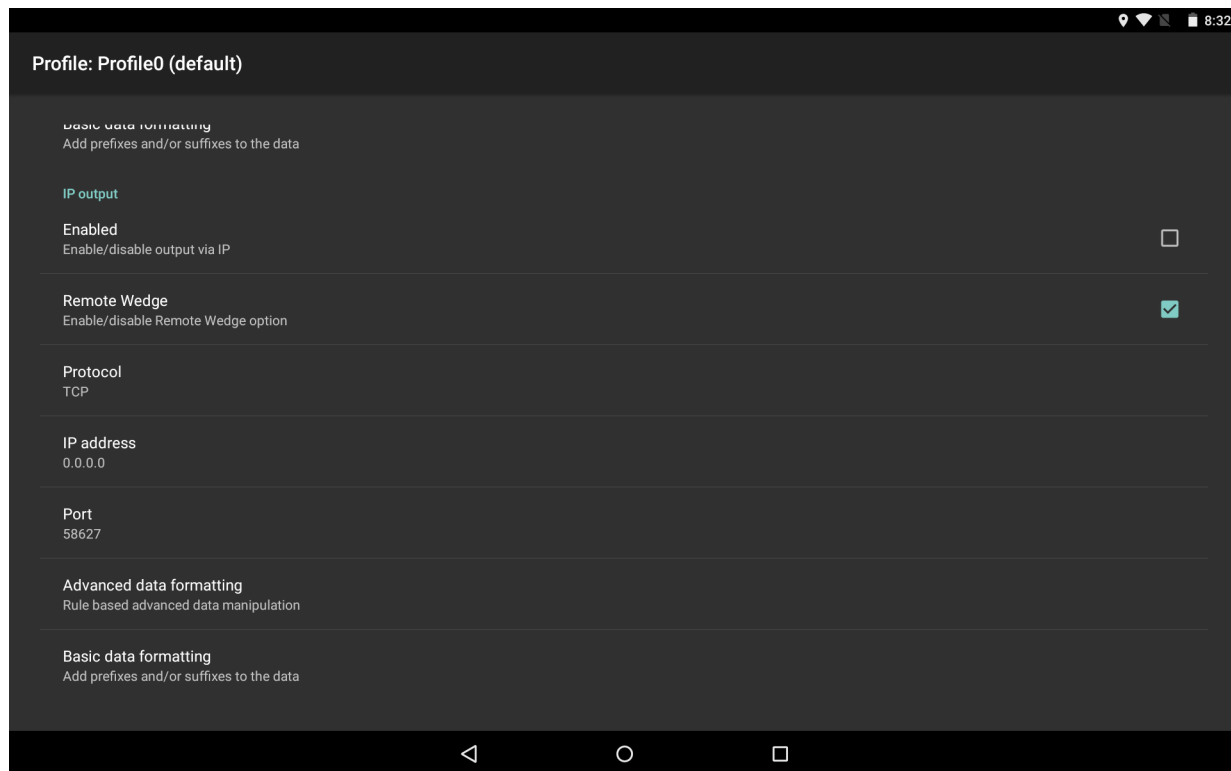 8:32
Profile: Profile0 (default)
Basic data formatting
Add prefixes and/or suffixes to the data
IP output
Enabled
Enable/disable output via IP
Remote Wedge
Enable/disable Remote Wedge option
Protocol
TCP
IP address
0.0.0.0
Port
58627
Advanced data formatting
Rule based advanced data manipulation
Basic data formatting
Add prefixes and/or suffixes to the data